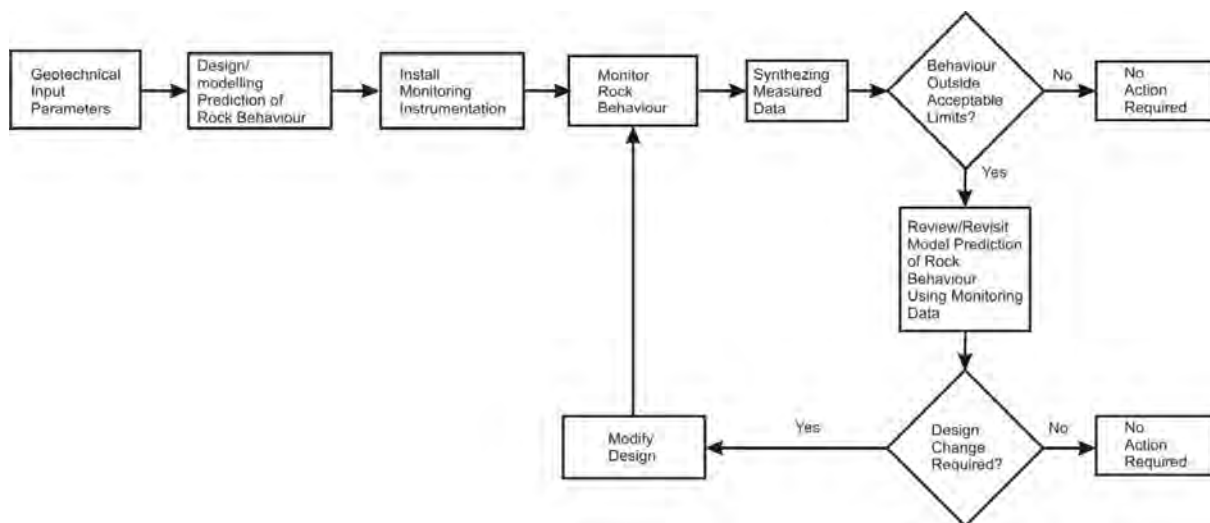 Geotechnical
Input
Parameters
Design/
modelling
Prediction of
Rock Behaviour
Install
Monitoring
Instrumentation
Monitor
Rock
Behaviour
Synthezing
Measured
Data
Behaviour
Outside
Acceptable
Limits?
No
No
Action
Required
Yes
Review/Revisit
Model Prediction
of Rock
Behaviour
Using Monitoring
Data
Design
Change
Required?
No
No
Action
Required
Yes
Modify
Design